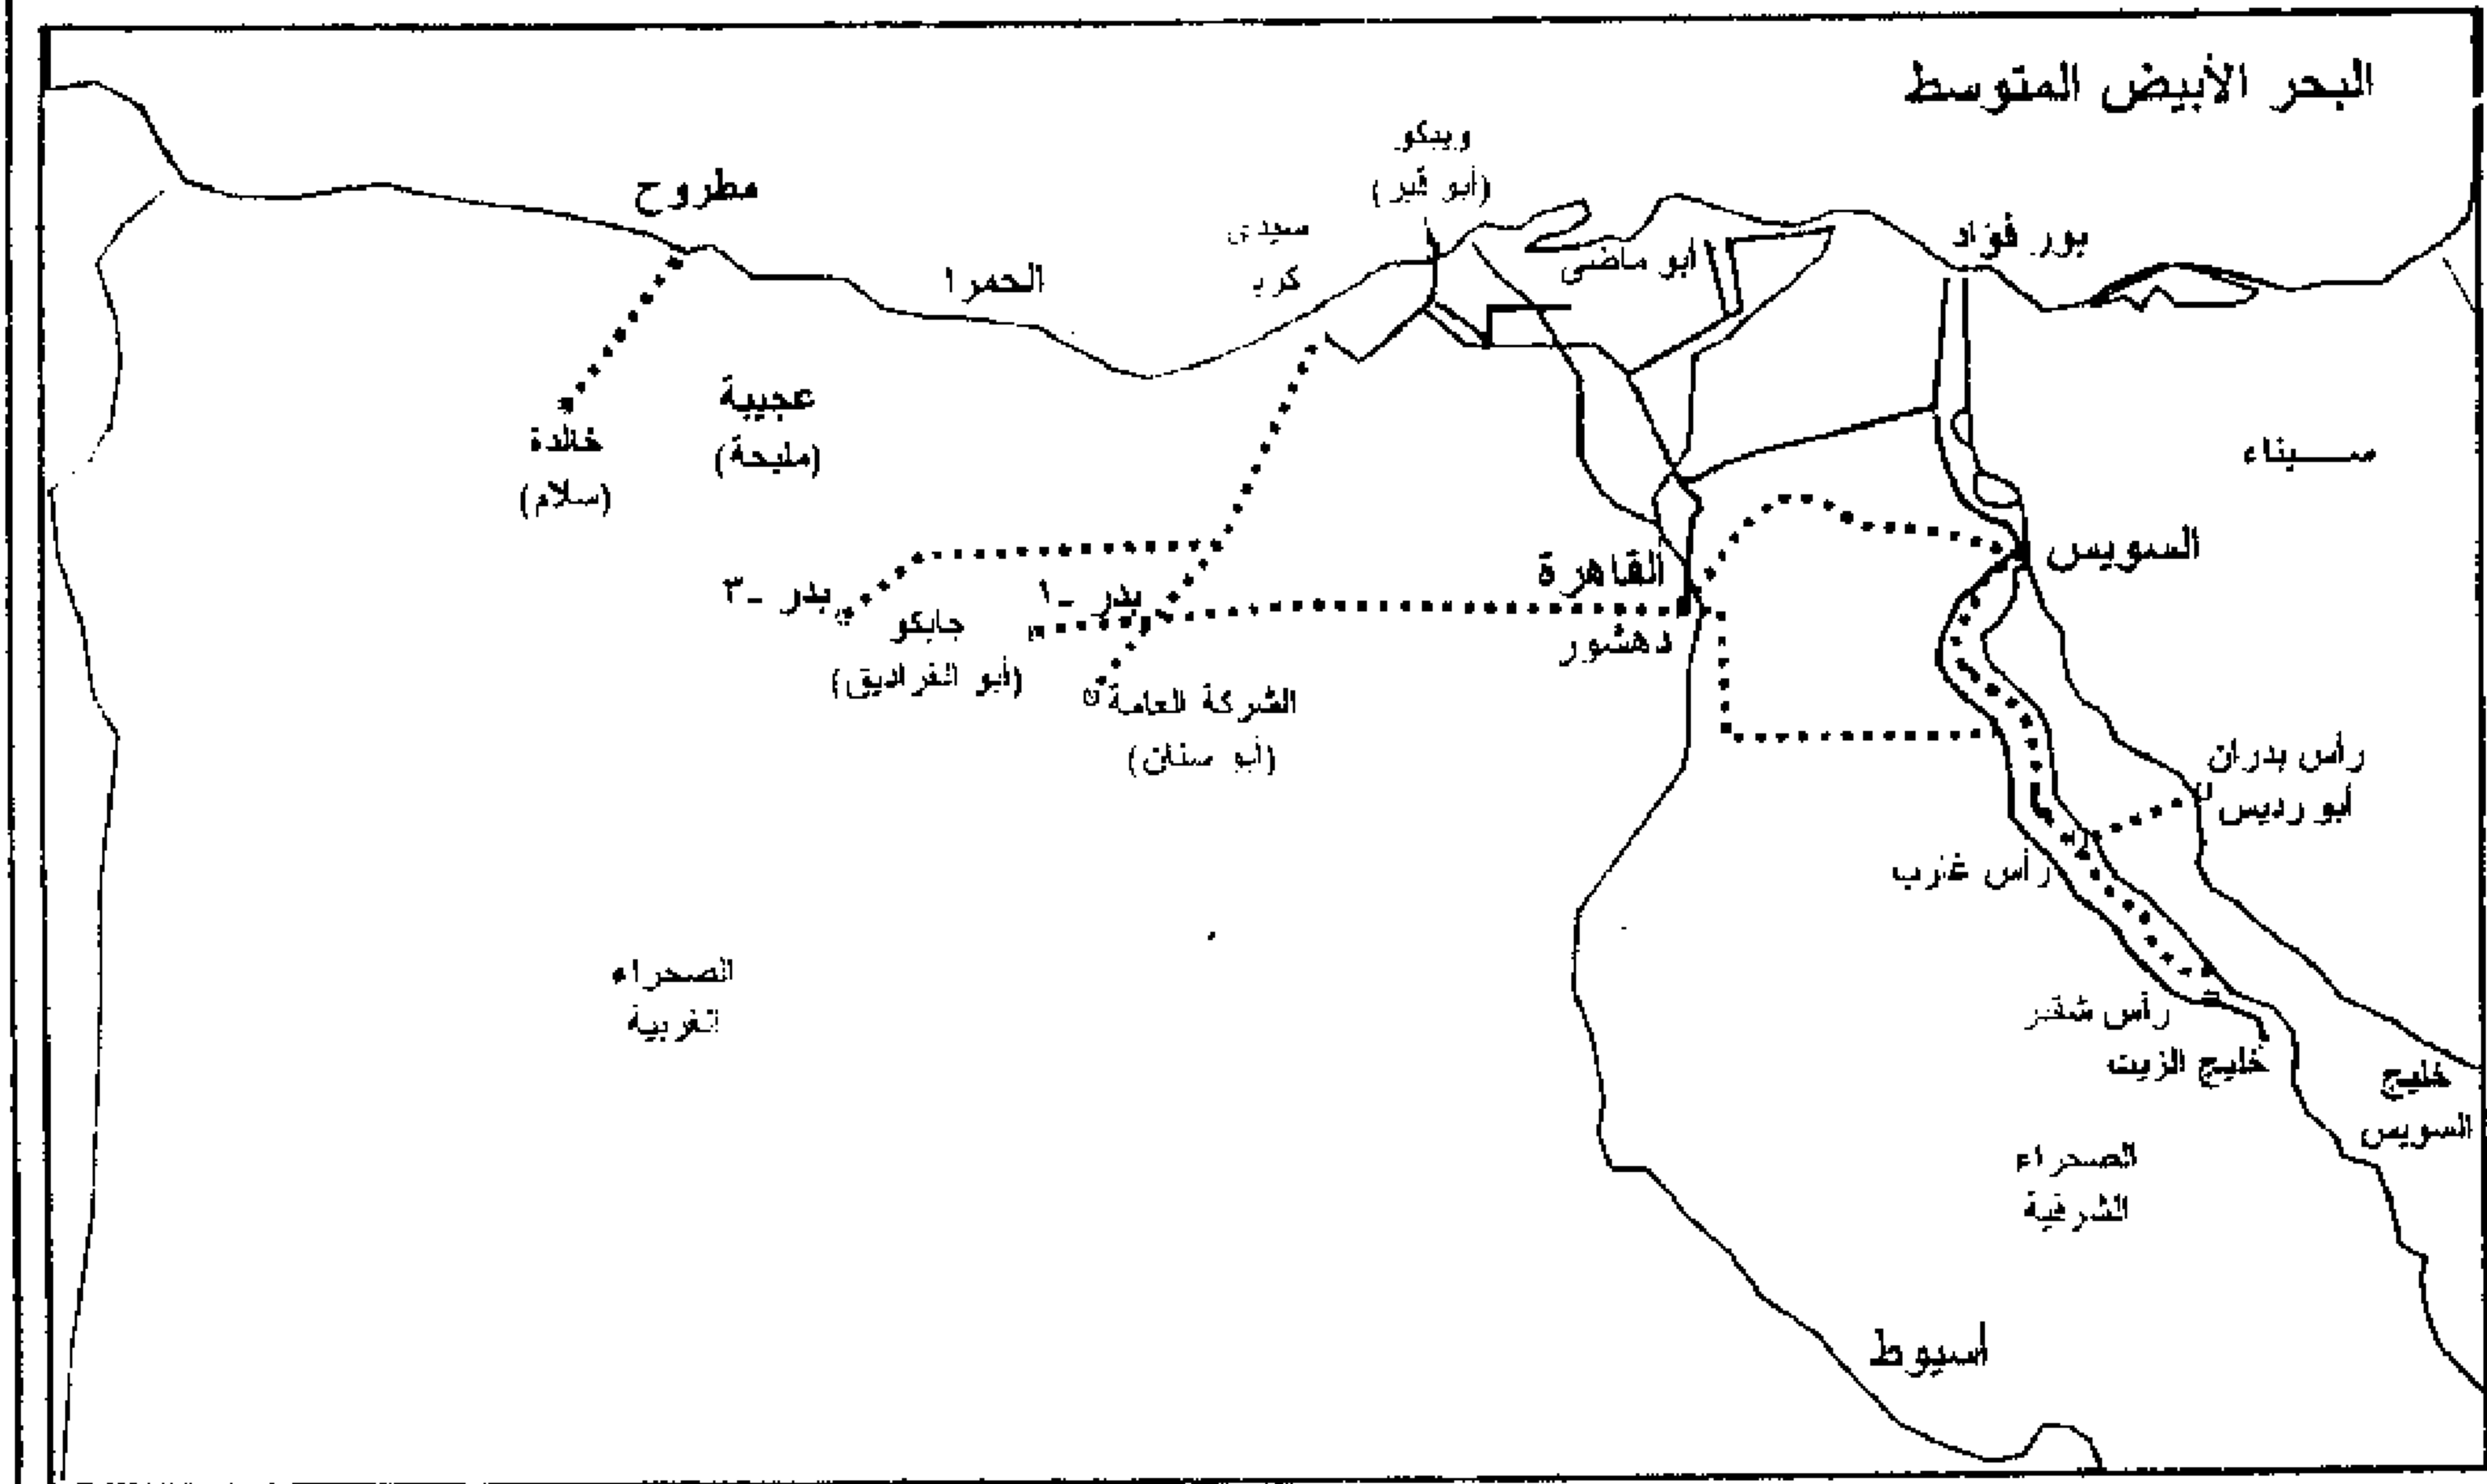 البحر الأبيض المتوسط
ويبكو
(أبو قير)
مطروح
سيدى
كرير
الحمرا
أبو ماضى
بور فؤاد
عجيبة
(مليحة)
خالدة
(سلام)
سيناء
السويس
القاهرة
دهشور
بدر -٣
بدر -١
جابكو
(أبو الغراديق)
الشركة العامة
(أبو سنان)
رأس بدران
أبو رديس
رأس غارب
الصحراء
الغربية
رأس شقير
خليج الزيت
خليج
السويس
الصحراء
الشرقية
أسيوط